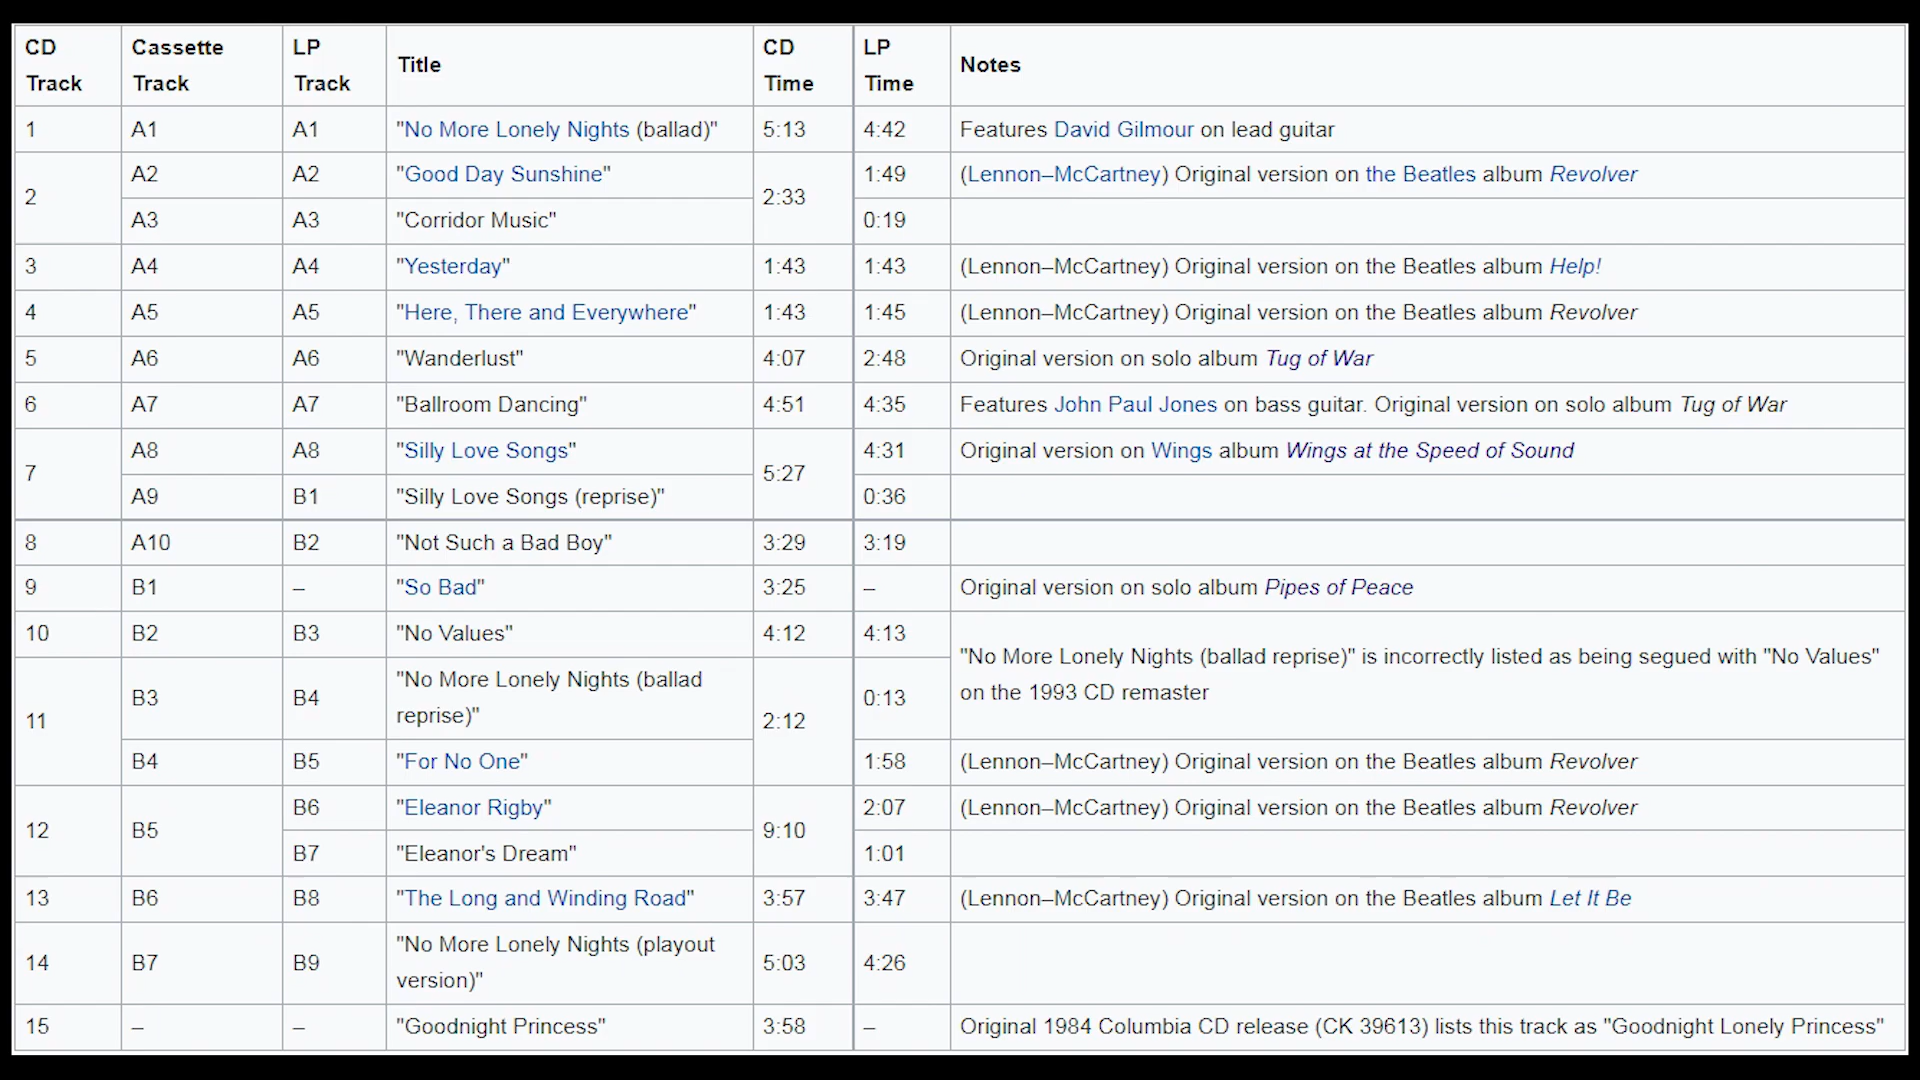 CD Track Cassette Track LP Track Title CD Time LP Time Notes
1 A1 A1 "No More Lonely Nights (ballad)" 5:13 4:42 Features David Gilmour on lead guitar
2 A2 A2 "Good Day Sunshine" 2:33 1:49 (Lennon–McCartney) Original version on the Beatles album Revolver
A3 A3 "Corridor Music" 0:19
3 A4 A4 "Yesterday" 1:43 1:43 (Lennon–McCartney) Original version on the Beatles album Help!
4 A5 A5 "Here, There and Everywhere" 1:43 1:45 (Lennon–McCartney) Original version on the Beatles album Revolver
5 A6 A6 "Wanderlust" 4:07 2:48 Original version on solo album Tug of War
6 A7 A7 "Ballroom Dancing" 4:51 4:35 Features John Paul Jones on bass guitar. Original version on solo album Tug of War
7 A8 A8 "Silly Love Songs" 5:27 4:31 Original version on Wings album Wings at the Speed of Sound
A9 B1 "Silly Love Songs (reprise)" 0:36
8 A10 B2 "Not Such a Bad Boy" 3:29 3:19
9 B1 – "So Bad" 3:25 – Original version on solo album Pipes of Peace
10 B2 B3 "No Values" 4:12 4:13 "No More Lonely Nights (ballad reprise)" is incorrectly listed as being segued with "No Values" on the 1993 CD remaster
11 B3 B4 "No More Lonely Nights (ballad reprise)" 2:12 0:13
B4 B5 "For No One" 1:58 (Lennon–McCartney) Original version on the Beatles album Revolver
12 B5 B6 "Eleanor Rigby" 9:10 2:07 (Lennon–McCartney) Original version on the Beatles album Revolver
B7 "Eleanor's Dream" 1:01
13 B6 B8 "The Long and Winding Road" 3:57 3:47 (Lennon–McCartney) Original version on the Beatles album Let It Be
14 B7 B9 "No More Lonely Nights (playout version)" 5:03 4:26
15 – – "Goodnight Princess" 3:58 – Original 1984 Columbia CD release (CK 39613) lists this track as "Goodnight Lonely Princess"